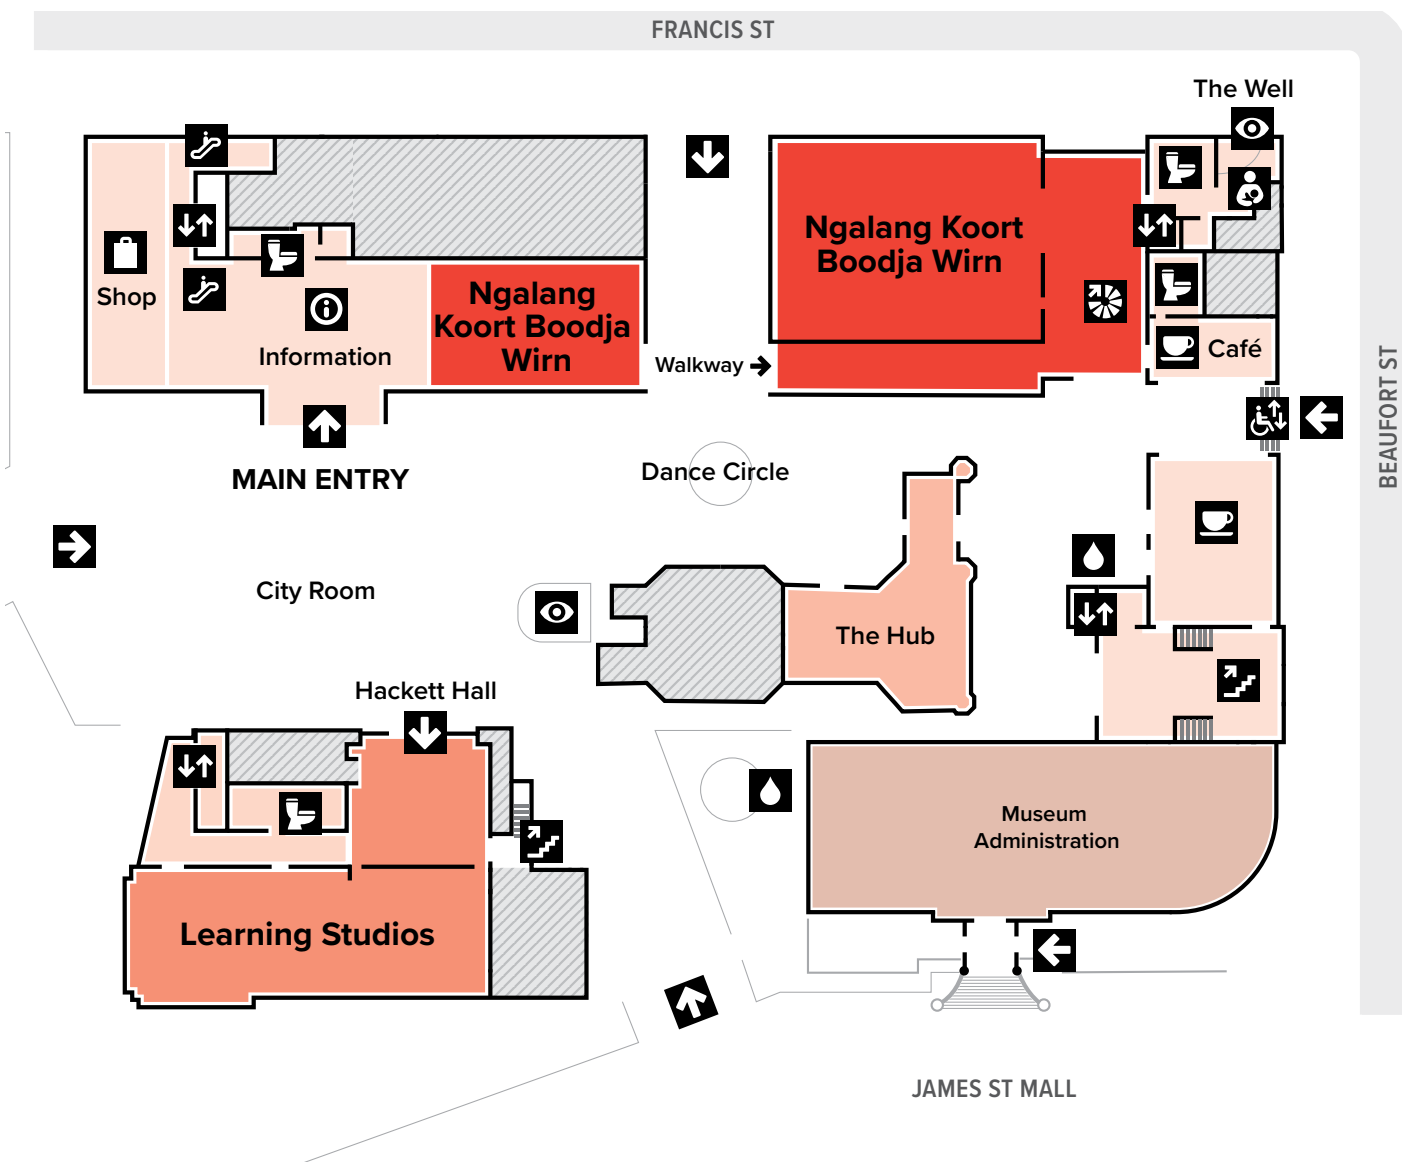 FRANCIS ST
The Well
Ngalang Koort
Boodja Wirn
Shop
Ngalang
Koort Boodja
Wirn
Information
Walkway
Café
BEAUFORT ST
MAIN ENTRY
Dance Circle
City Room
The Hub
Hackett Hall
Museum
Administration
Learning Studios
JAMES ST MALL